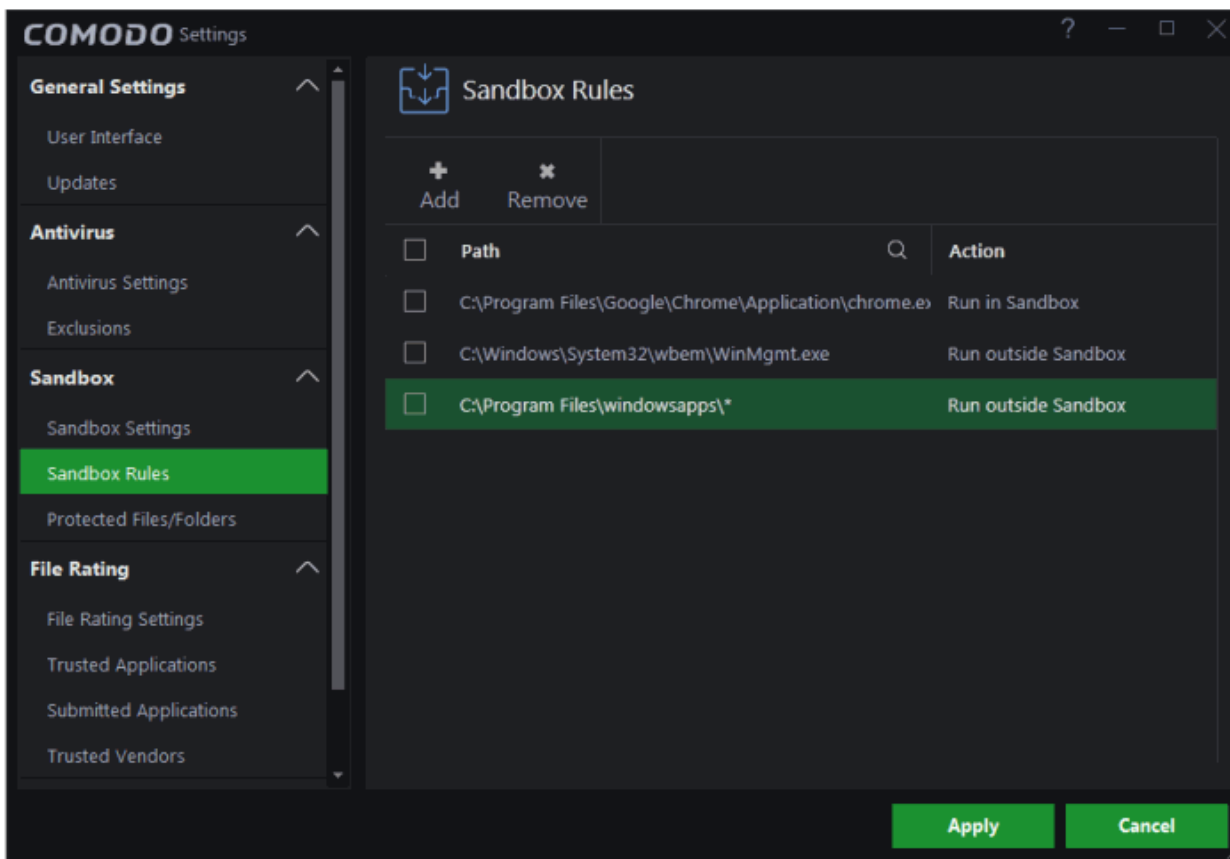 COMODO Settings
?
General Settings
User Interface
Updates
Antivirus
Antivirus Settings
Exclusions
Sandbox
Sandbox Settings
Sandbox Rules
Protected Files/Folders
File Rating
File Rating Settings
Trusted Applications
Submitted Applications
Trusted Vendors
Sandbox Rules
Add Remove
Path Action
C:\Program Files\Google\Chrome\Application\chrome.ex Run in Sandbox
C:\Windows\System32\wbem\WinMgmt.exe Run outside Sandbox
C:\Program Files\windowsapps\* Run outside Sandbox
Apply Cancel